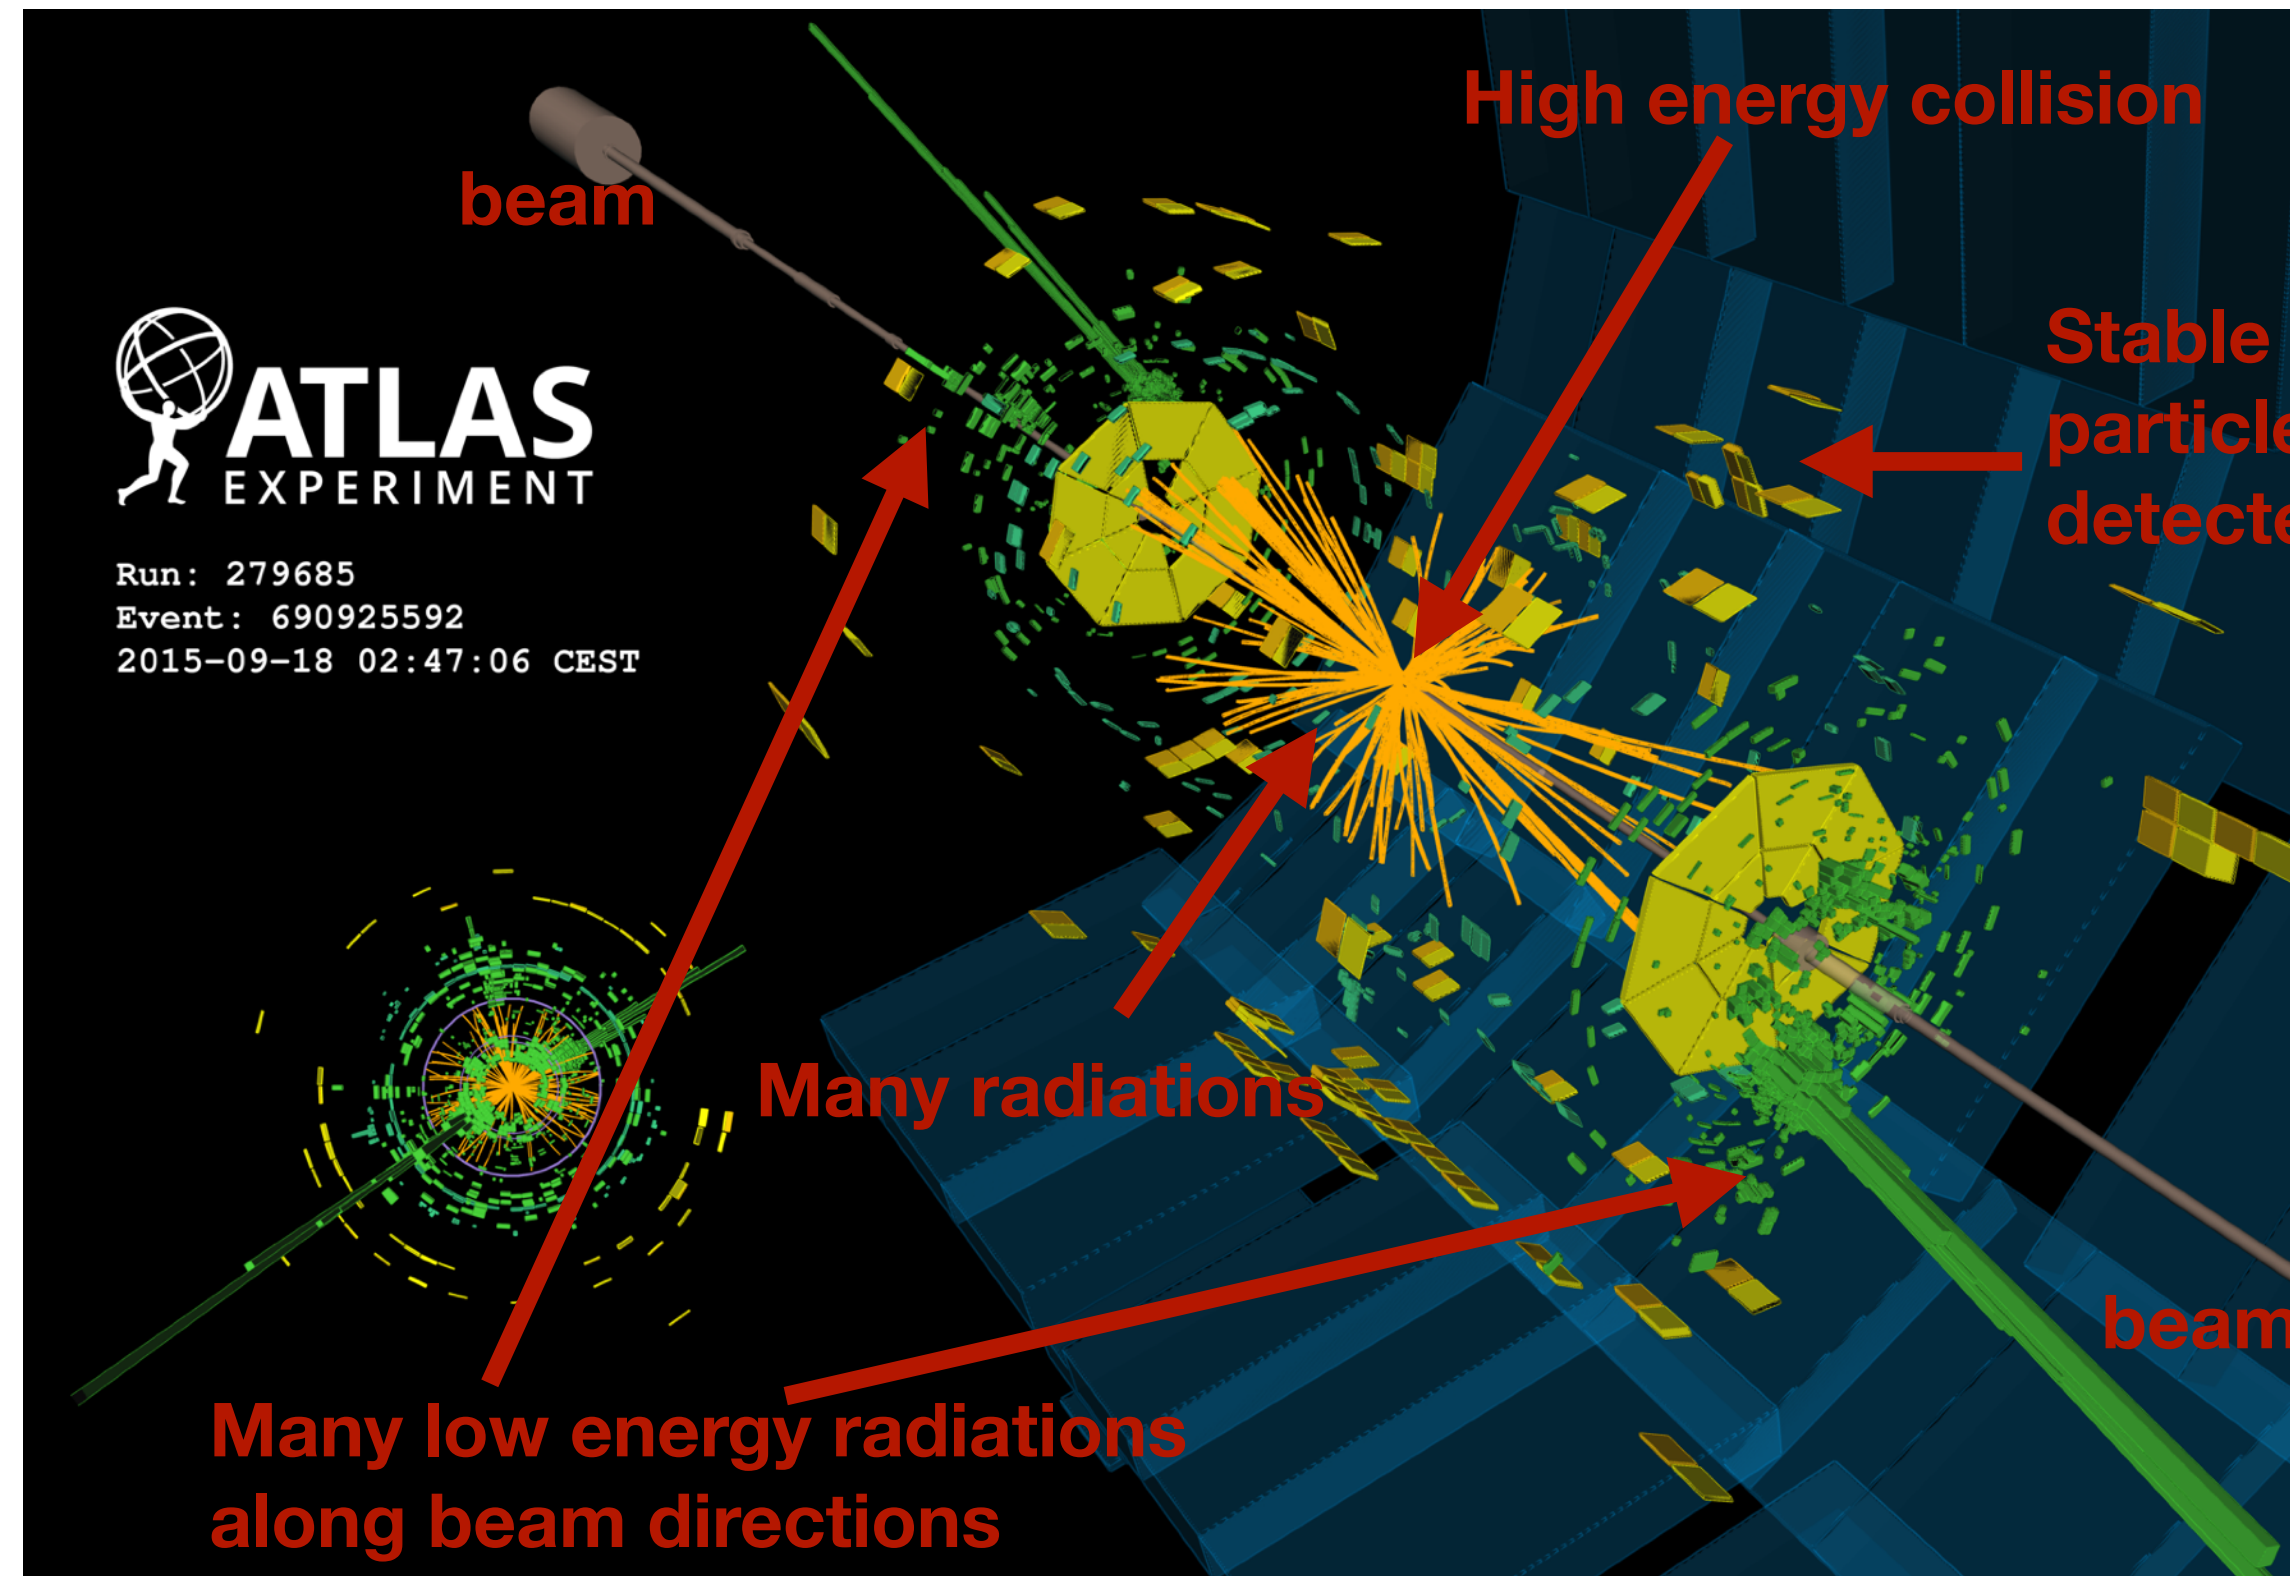 High energy collision
beam
Stable
ATLAS
EXPERIMENT
Run: 279685
Event: 690925592
2015-09-18 02:47:06 CEST
Many radiations
beam
Many low energy radiations
along beam directions